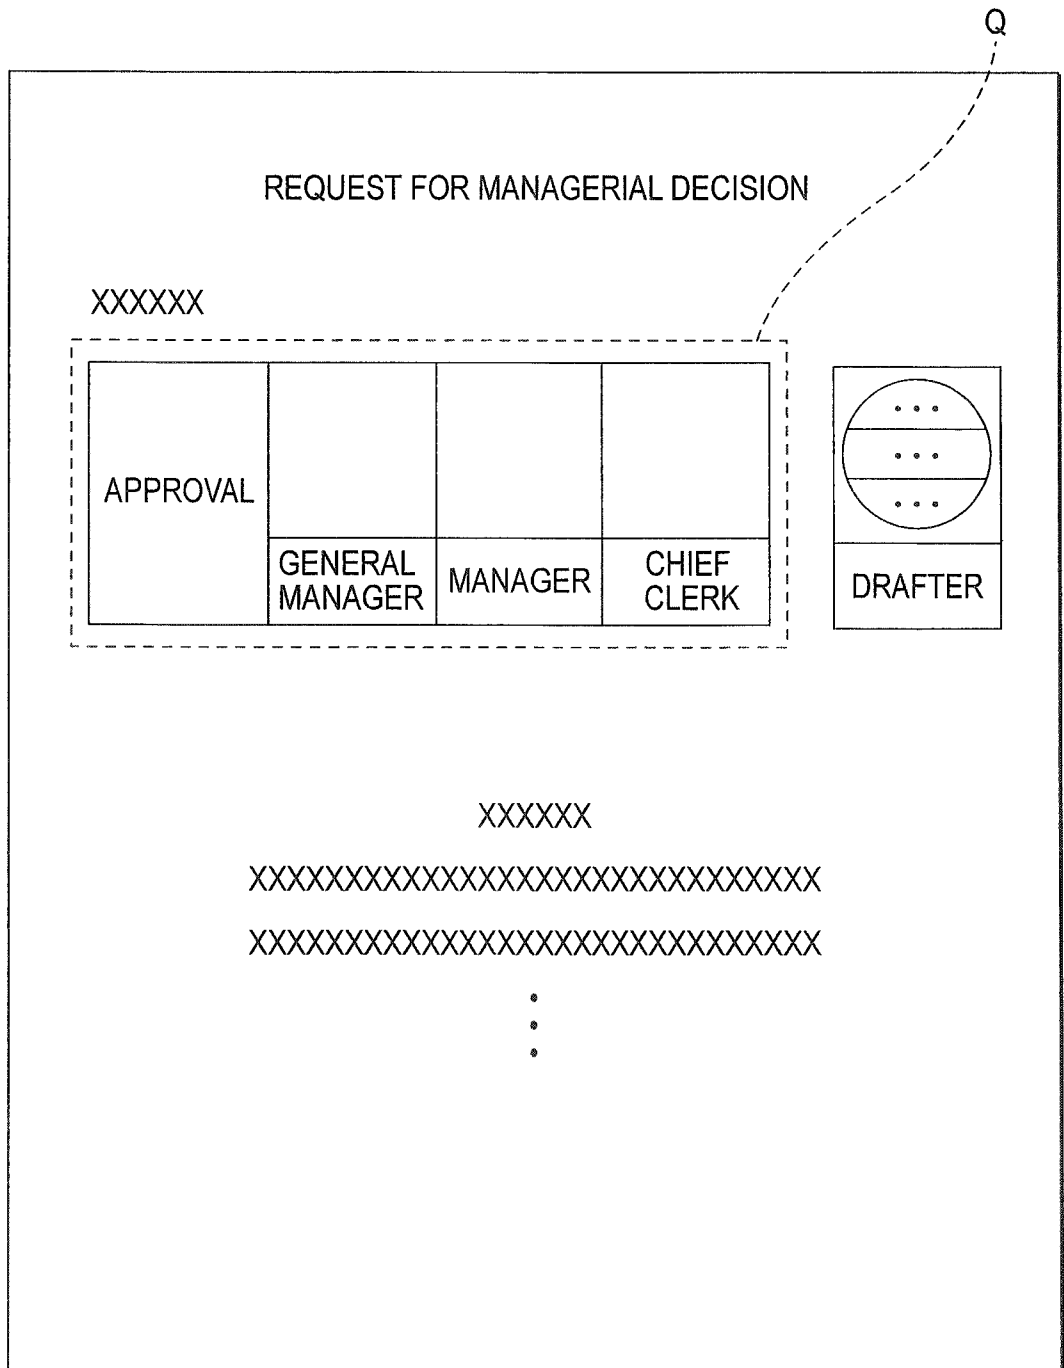 Q
REQUEST FOR MANAGERIAL DECISION
XXXXXX
APPROVAL
GENERAL
MANAGER
MANAGER
CHIEF
CLERK
...
...
...
DRAFTER
XXXXXX
XXXXXXXXXXXXXXXXXXXXXXXXXXXXXX
XXXXXXXXXXXXXXXXXXXXXXXXXXXXXX